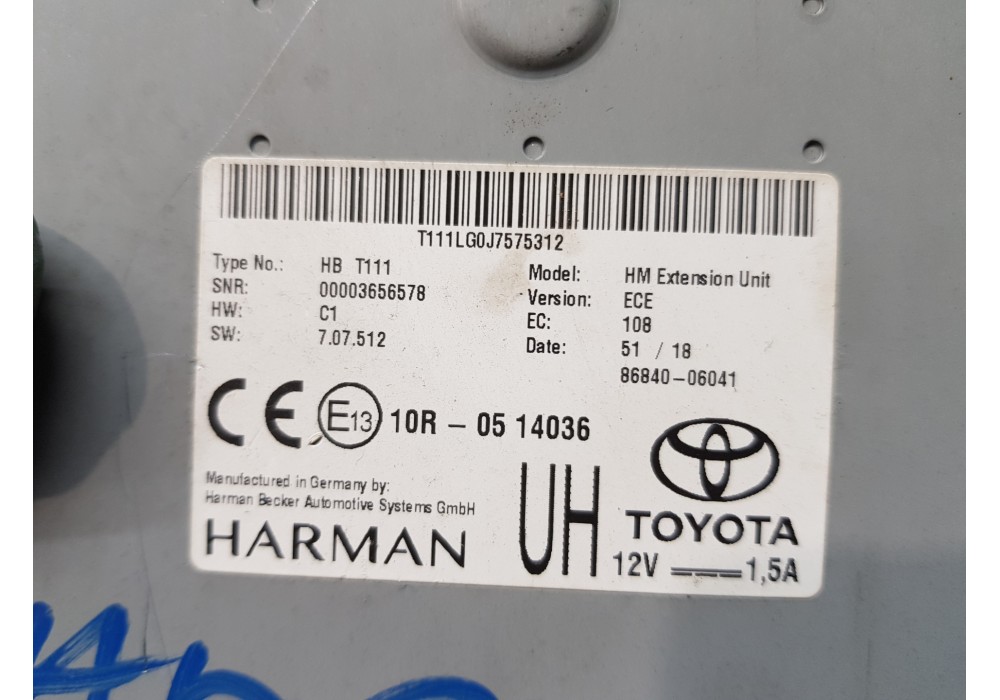 T111LG0J7575312
Type No.: HB T111
SNR: 00003656578
HW: C1
SW: 7.07.512
Model: HM Extension Unit
Version: ECE
EC: 108
Date: 51 / 18
86840-06041
CE E13 10R - 05 14036
Manufactured in Germany by:
Harman Becker Automotive Systems GmbH
HARMAN
UH
TOYOTA
12V 1,5A